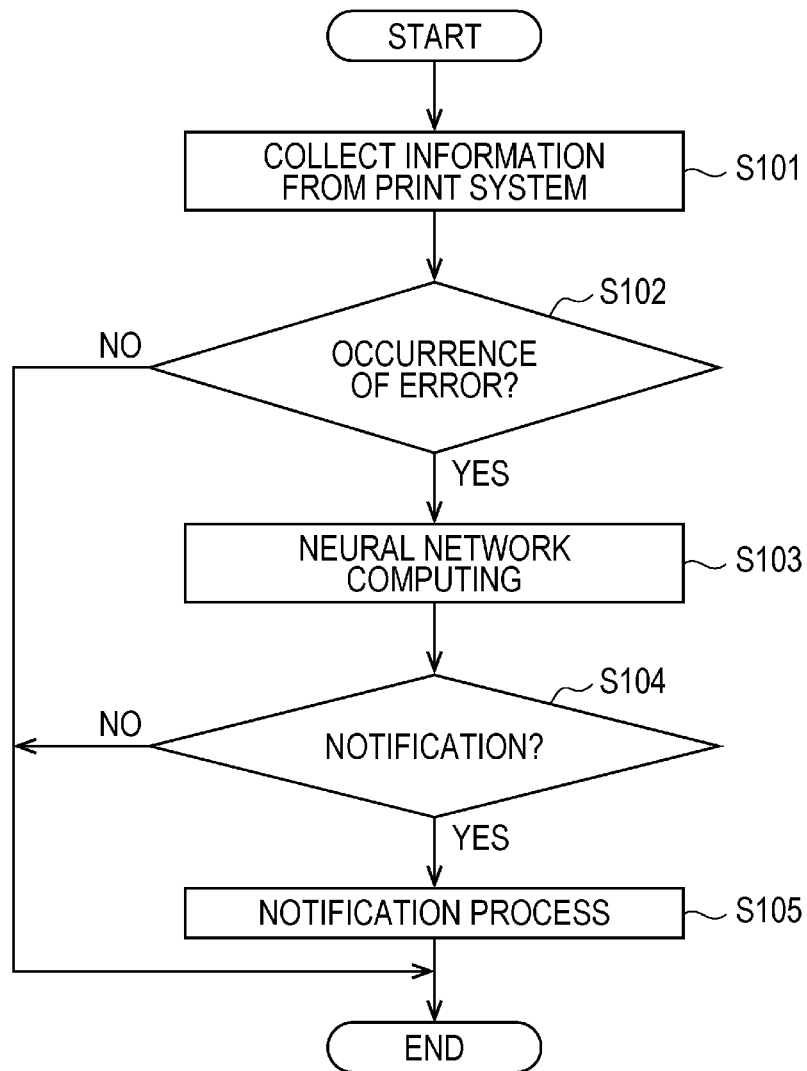 START
COLLECT INFORMATION
FROM PRINT SYSTEM
S101
S102
NO
OCCURRENCE
OF ERROR?
YES
NEURAL NETWORK
COMPUTING
S103
S104
NO
NOTIFICATION?
YES
NOTIFICATION PROCESS
S105
END